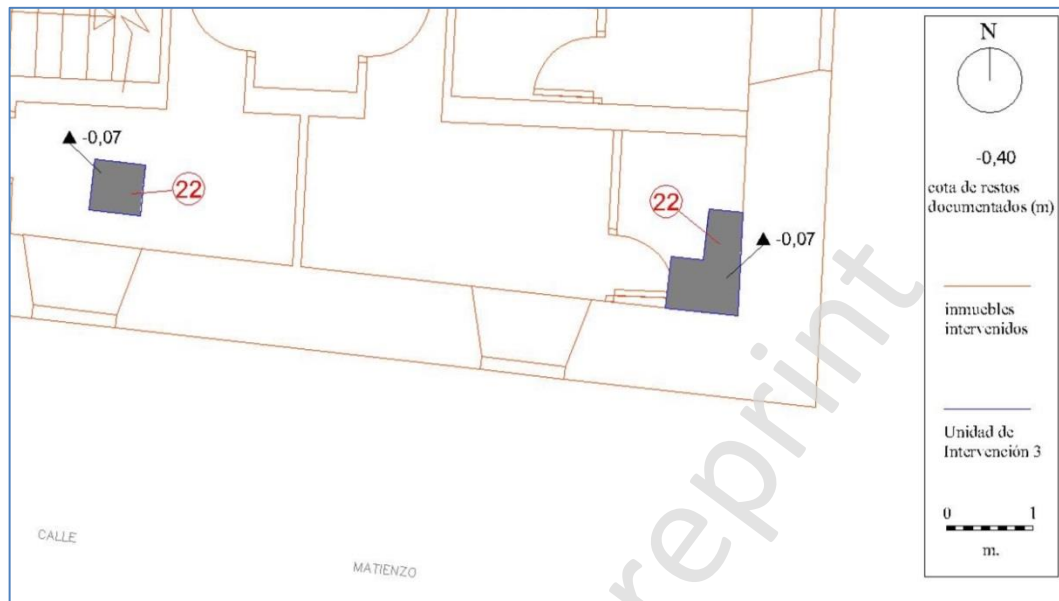 -0,07
22
22
-0,07
CALLE
MATIENZO
N
-0,40
cota de restos
documentados (m)
inmuebles
intervenidos
Unidad de
Intervención 3
0 1
m.
reprint